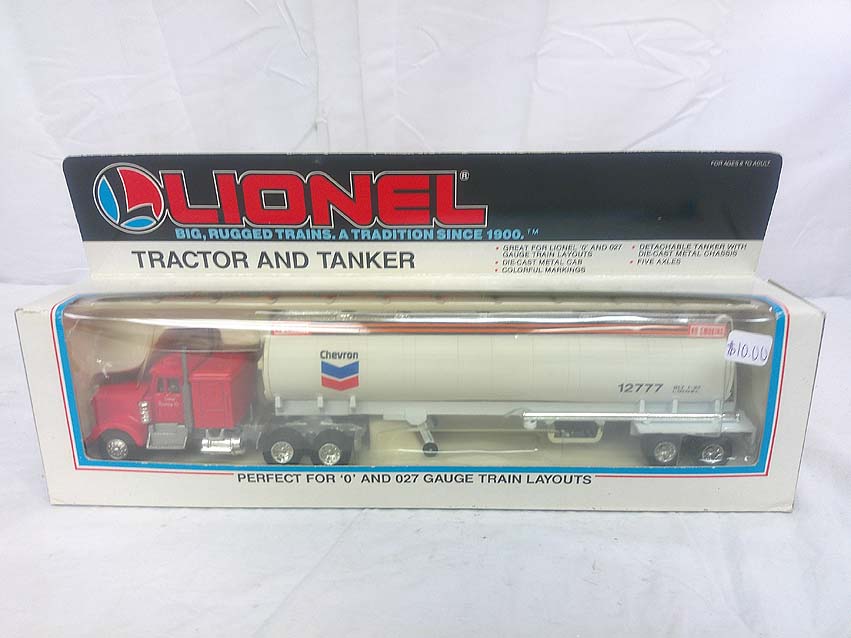 FOR AGES 8 TO ADULT
LIONEL®
BIG, RUGGED TRAINS. A TRADITION SINCE 1900.™
TRACTOR AND TANKER
• GREAT FOR LIONEL 'O' AND 027
GAUGE TRAIN LAYOUTS
• DIE-CAST METAL CAB
• COLORFUL MARKINGS
• DETACHABLE TANKER WITH
DIE-CAST METAL CHASSIS
• FIVE AXLES
NO SMOKING
$10.00
Chevron
12777
LIONEL
PERFECT FOR 'O' AND 027 GAUGE TRAIN LAYOUTS